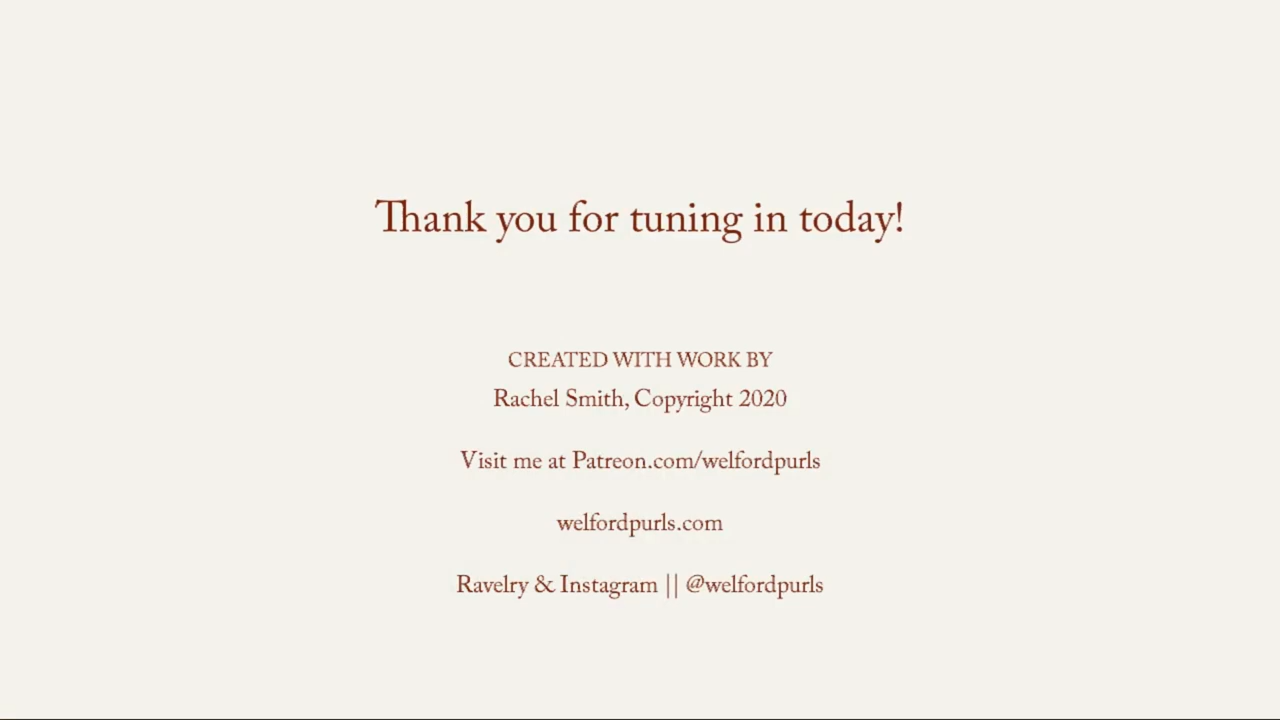 Thank you for tuning in today!
CREATED WITH WORK BY
Rachel Smith, Copyright 2020
Visit me at Patreon.com/welfordpurls
welfordpurls.com
Ravelry & Instagram || @welfordpurls